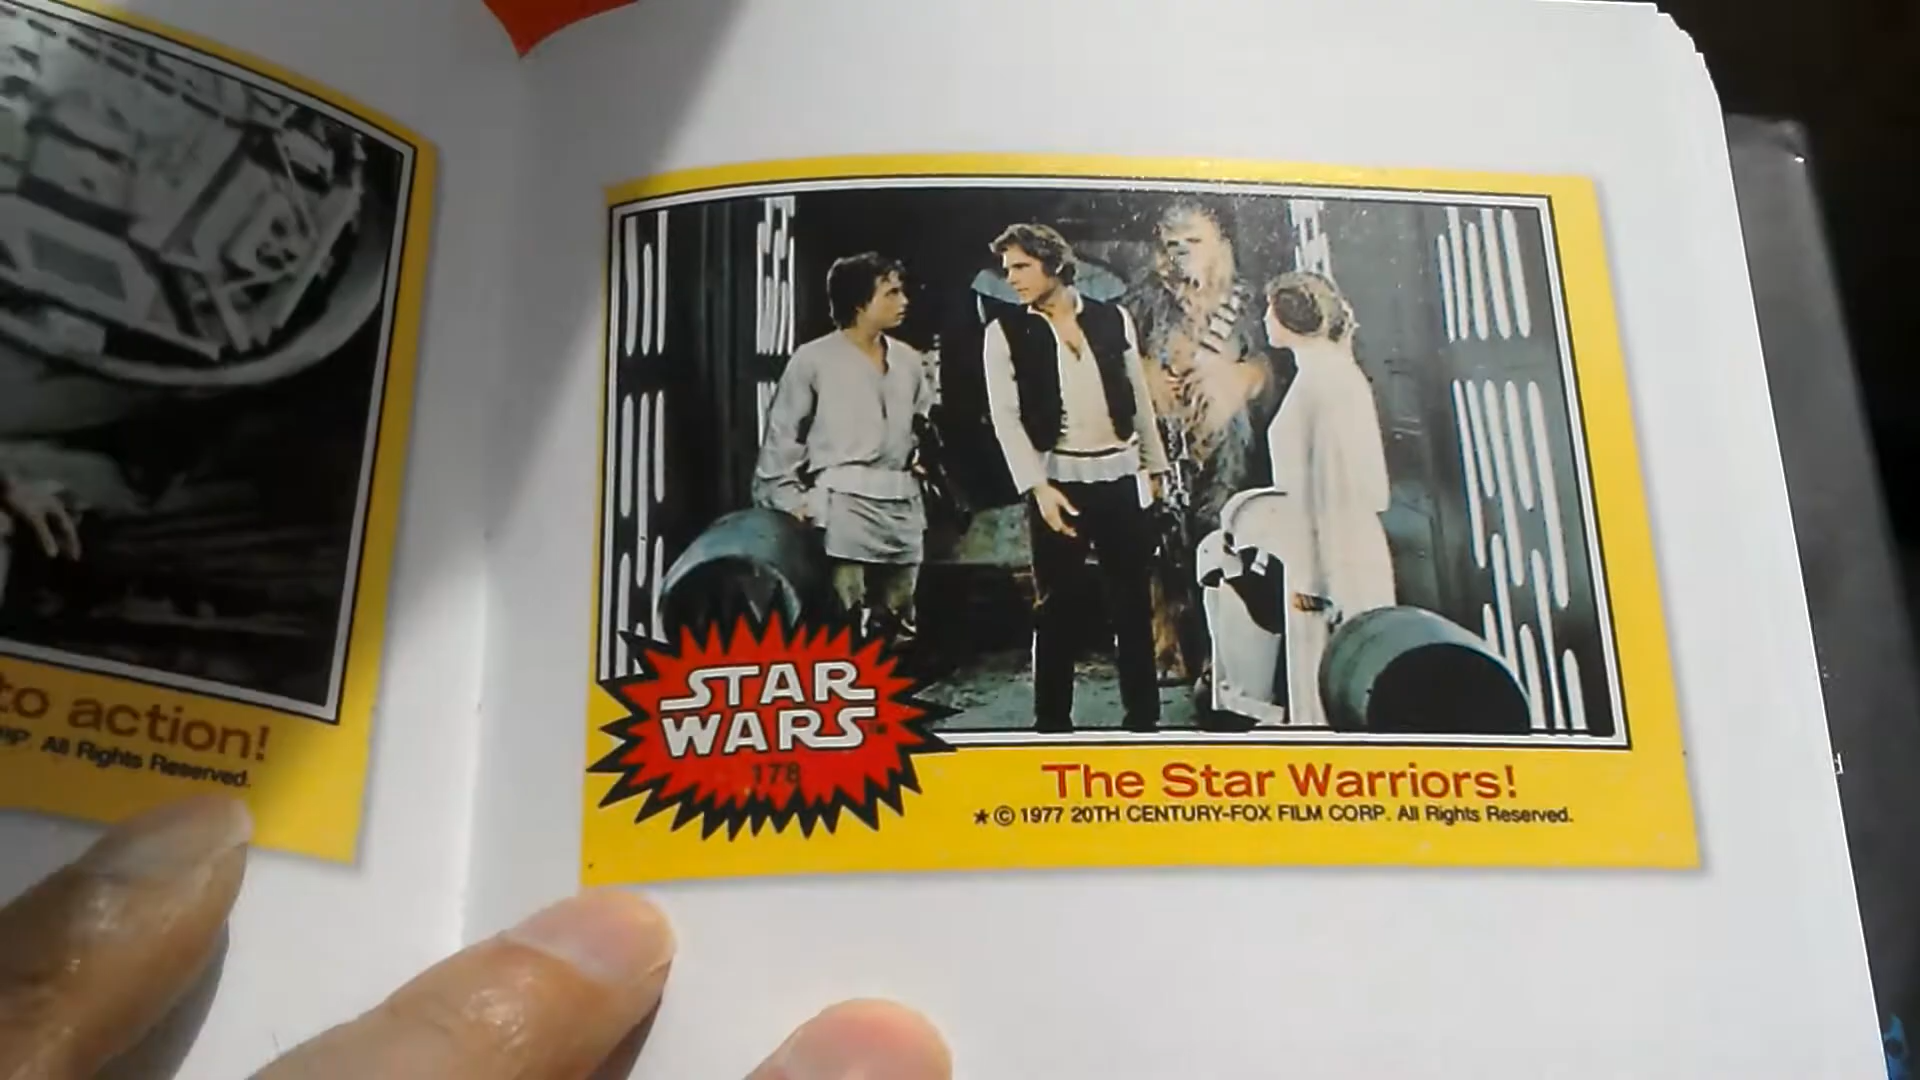 to action!
All Rights Reserved.
STAR
WARS
178
The Star Warriors!
★ © 1977 20TH CENTURY-FOX FILM CORP. All Rights Reserved.